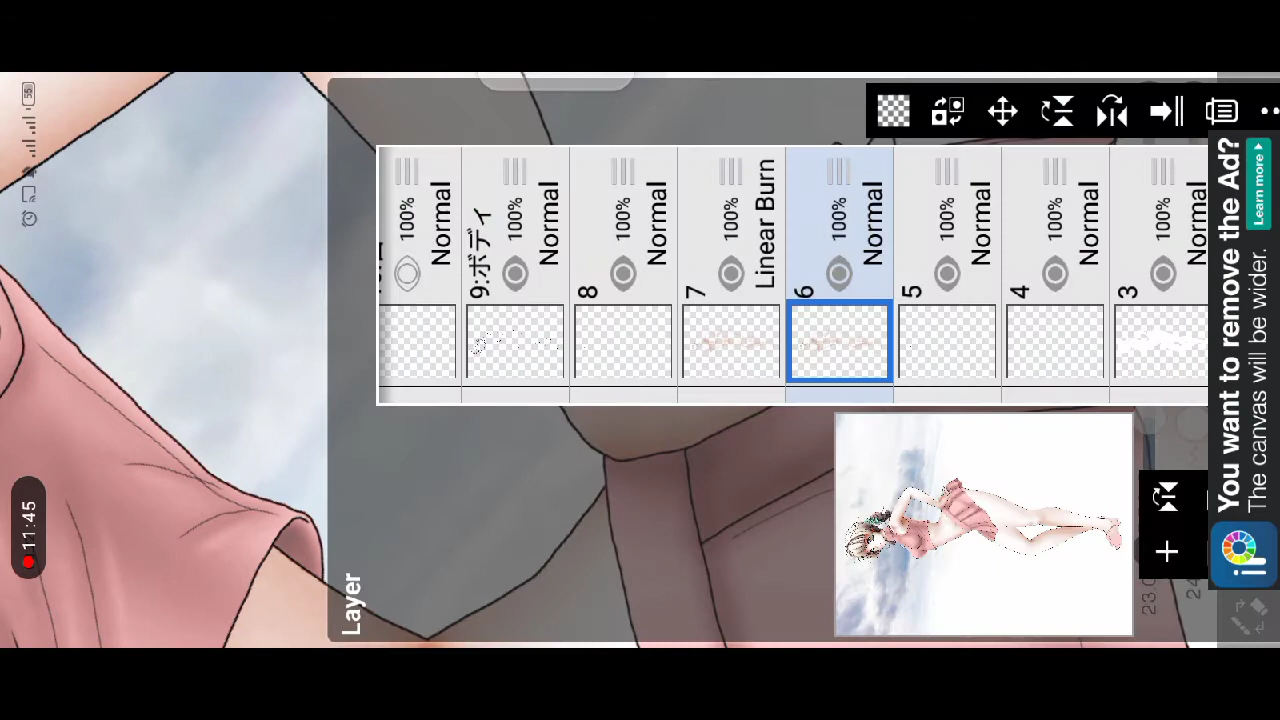 55
11:45
Layer
100%
Normal
9:ボディ
100%
Normal
8
100%
Normal
7
100%
Linear Burn
6
100%
Normal
5
100%
Normal
4
100%
Normal
3
100%
Normal
You want to remove the Ad?
The canvas will be wider.
Learn more